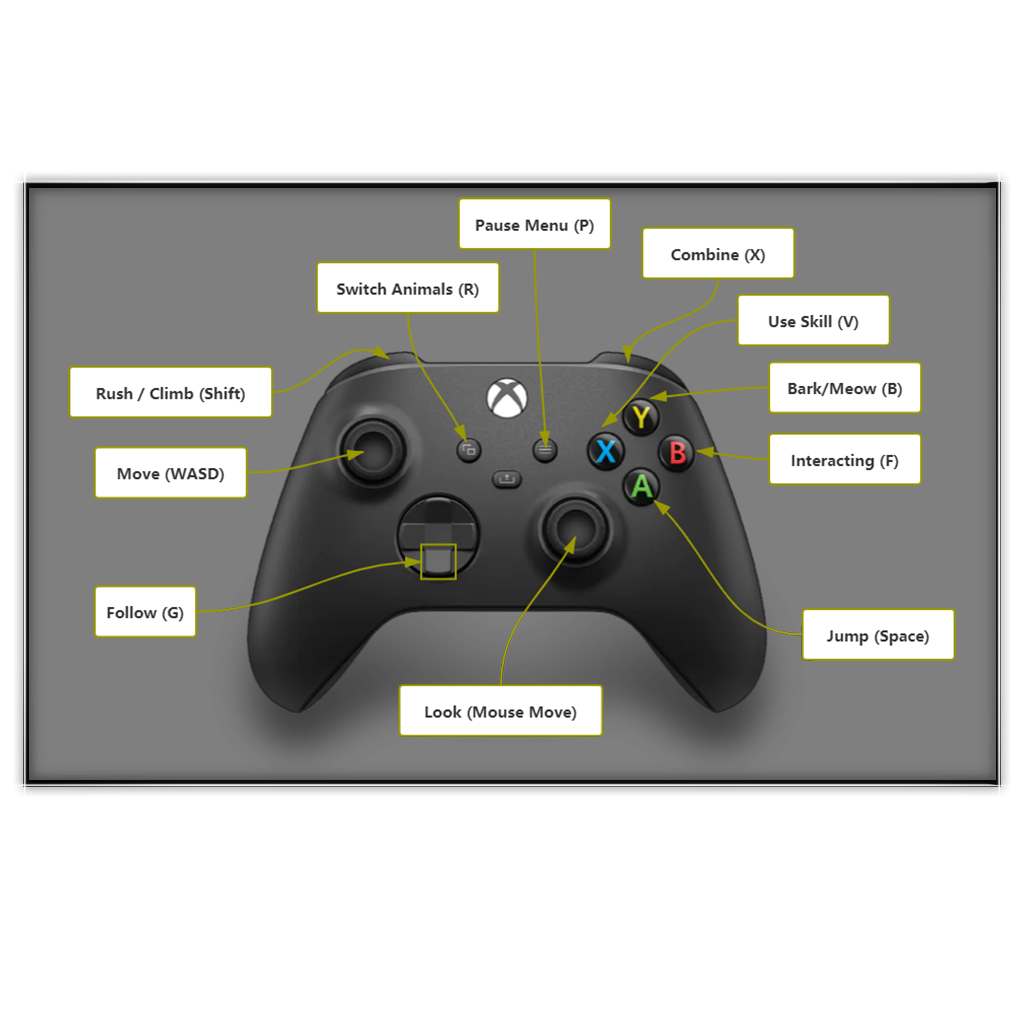 Pause Menu (P)
Combine (X)
Switch Animals (R)
Use Skill (V)
Rush / Climb (Shift)
Bark/Meow (B)
Move (WASD)
Interacting (F)
Y
X
B
A
Follow (G)
Jump (Space)
Look (Mouse Move)